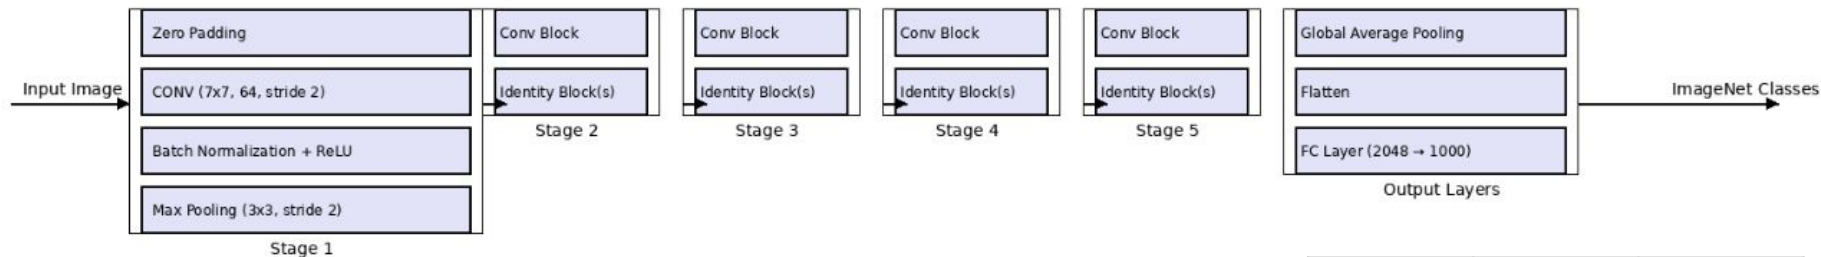 Input Image
Zero Padding
CONV (7x7, 64, stride 2)
Batch Normalization + ReLU
Max Pooling (3x3, stride 2)
Stage 1
Conv Block
Identity Block(s)
Stage 2
Conv Block
Identity Block(s)
Stage 3
Conv Block
Identity Block(s)
Stage 4
Conv Block
Identity Block(s)
Stage 5
Global Average Pooling
Flatten
FC Layer (2048 → 1000)
Output Layers
ImageNet Classes